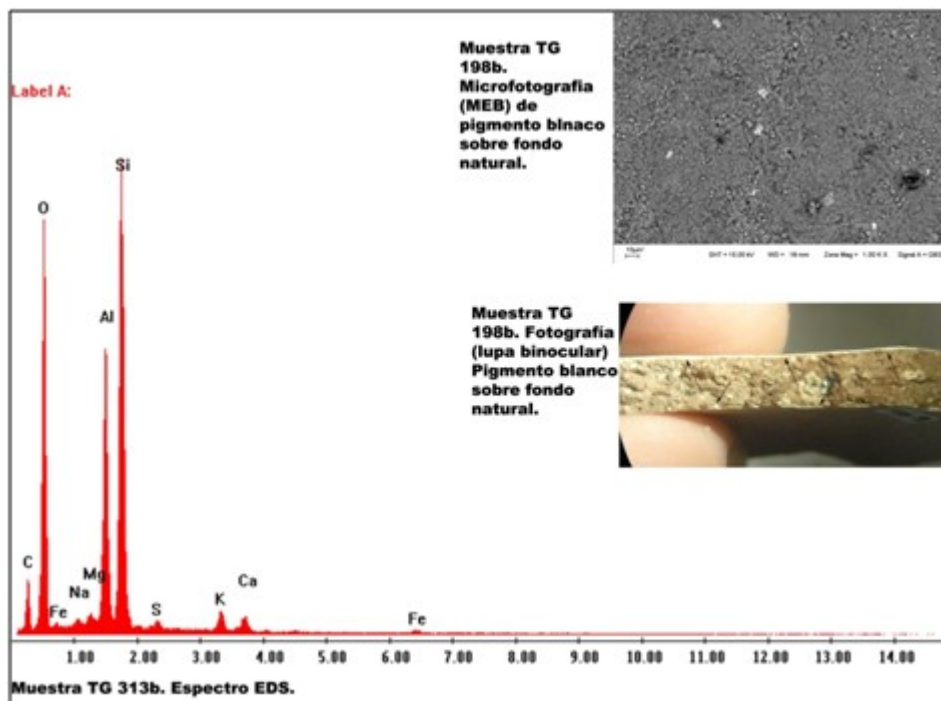 Label A:
Muestra TG
198b.
Microfotografia
(MEB) de
pigmento blnaco
sobre fondo
natural.
Si
O
Al
Muestra TG
198b. Fotografia
(lupa binocular)
Pigmento blanco
sobre fondo
natural.
C
Fe
Na
Mg
S
K
Ca
Fe
1.00 2.00 3.00 4.00 5.00 6.00 7.00 8.00 9.00 10.00 11.00 12.00 13.00 14.00
Muestra TG 313b. Espectro EDS.